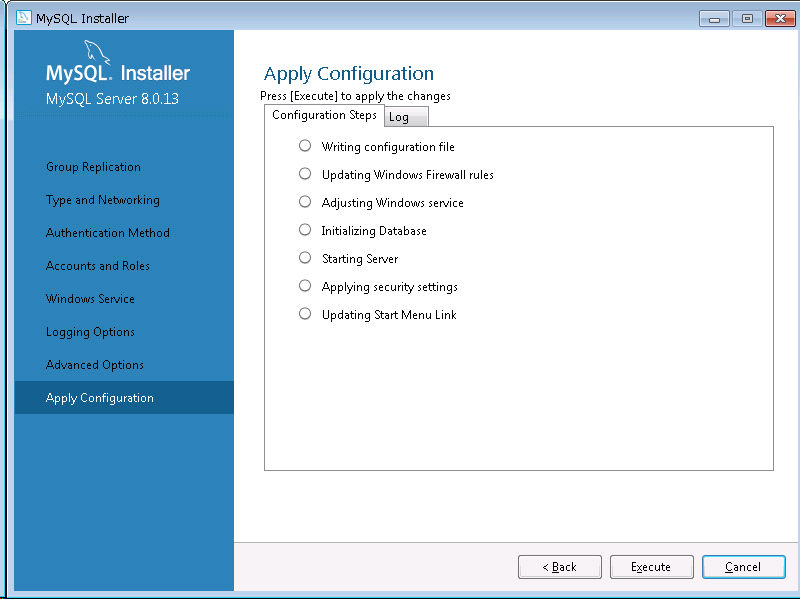 MySQL Installer
MySQL. Installer
MySQL Server 8.0.13
Group Replication
Type and Networking
Authentication Method
Accounts and Roles
Windows Service
Logging Options
Advanced Options
Apply Configuration
Apply Configuration
Press [Execute] to apply the changes
Configuration Steps Log
Writing configuration file
Updating Windows Firewall rules
Adjusting Windows service
Initializing Database
Starting Server
Applying security settings
Updating Start Menu Link
< Back Execute Cancel